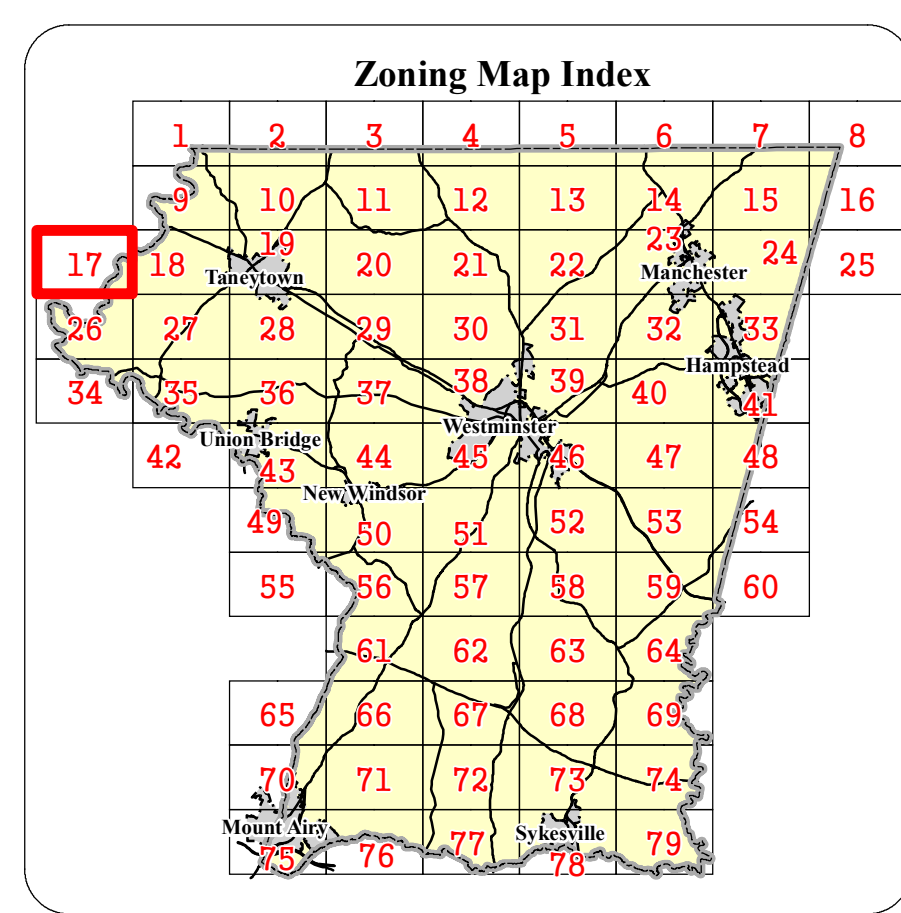 Zoning Map Index
1 2 3 4 5 6 7 8
9 10 11 12 13 14 15 16
17 18 19 20 21 22 23 24 25
Taneytown Manchester
26 27 28 29 30 31 32 33
Hampstead
34 35 36 37 38 39 40 41
Westminster
Union Bridge
42 43 44 45 46 47 48
New Windsor
49 50 51 52 53 54
55 56 57 58 59 60
61 62 63 64
65 66 67 68 69
70 71 72 73 74
Mount Airy Sykesville
75 76 77 78 79